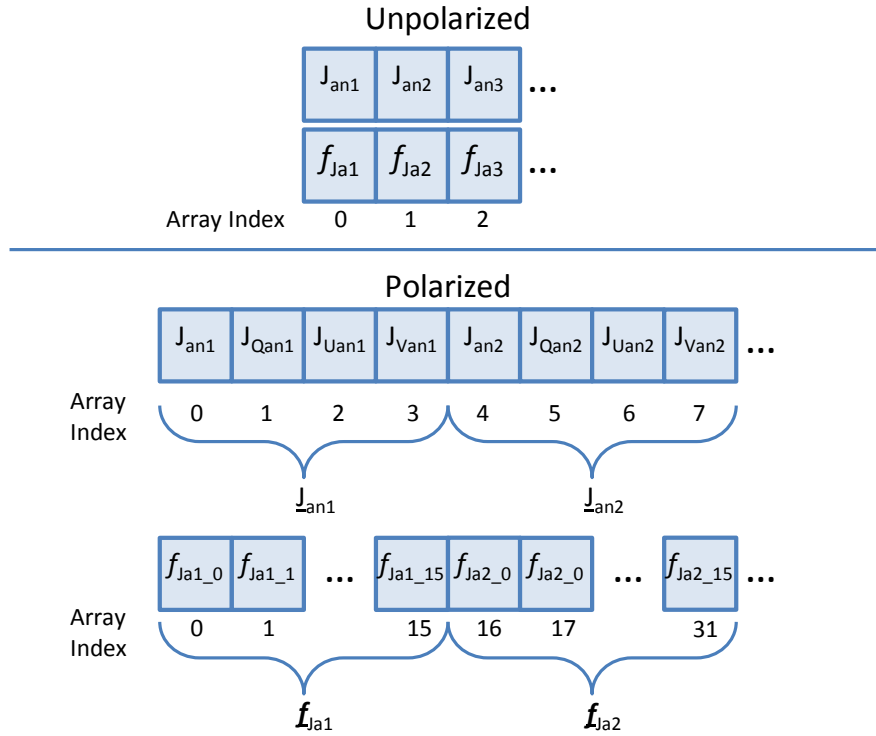 Unpolarized
Jan1 Jan2 Jan3 ...
fJa1 fJa2 fJa3 ...
Array Index 0 1 2
Polarized
Jan1 JQan1 JUan1 JVan1 Jan2 JQan2 JUan2 JVan2 ...
Array Index 0 1 2 3 4 5 6 7
Jan1 Jan2
fJa1_0 fJa1_1 ... fJa1_15 fJa2_0 fJa2_0 ... fJa2_15 ...
Array Index 0 1 15 16 17 31
fJa1 fJa2